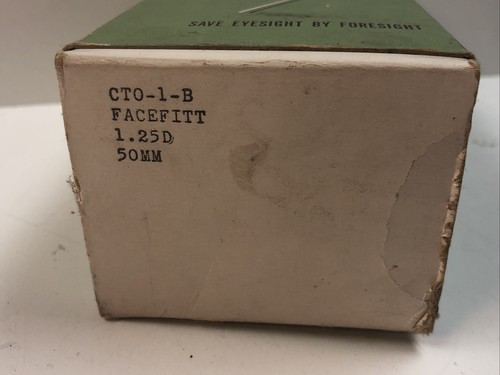 SAVE EYESIGHT BY FORESIGHT
CTO-1-B
FACEFITT
1.25D
50MM